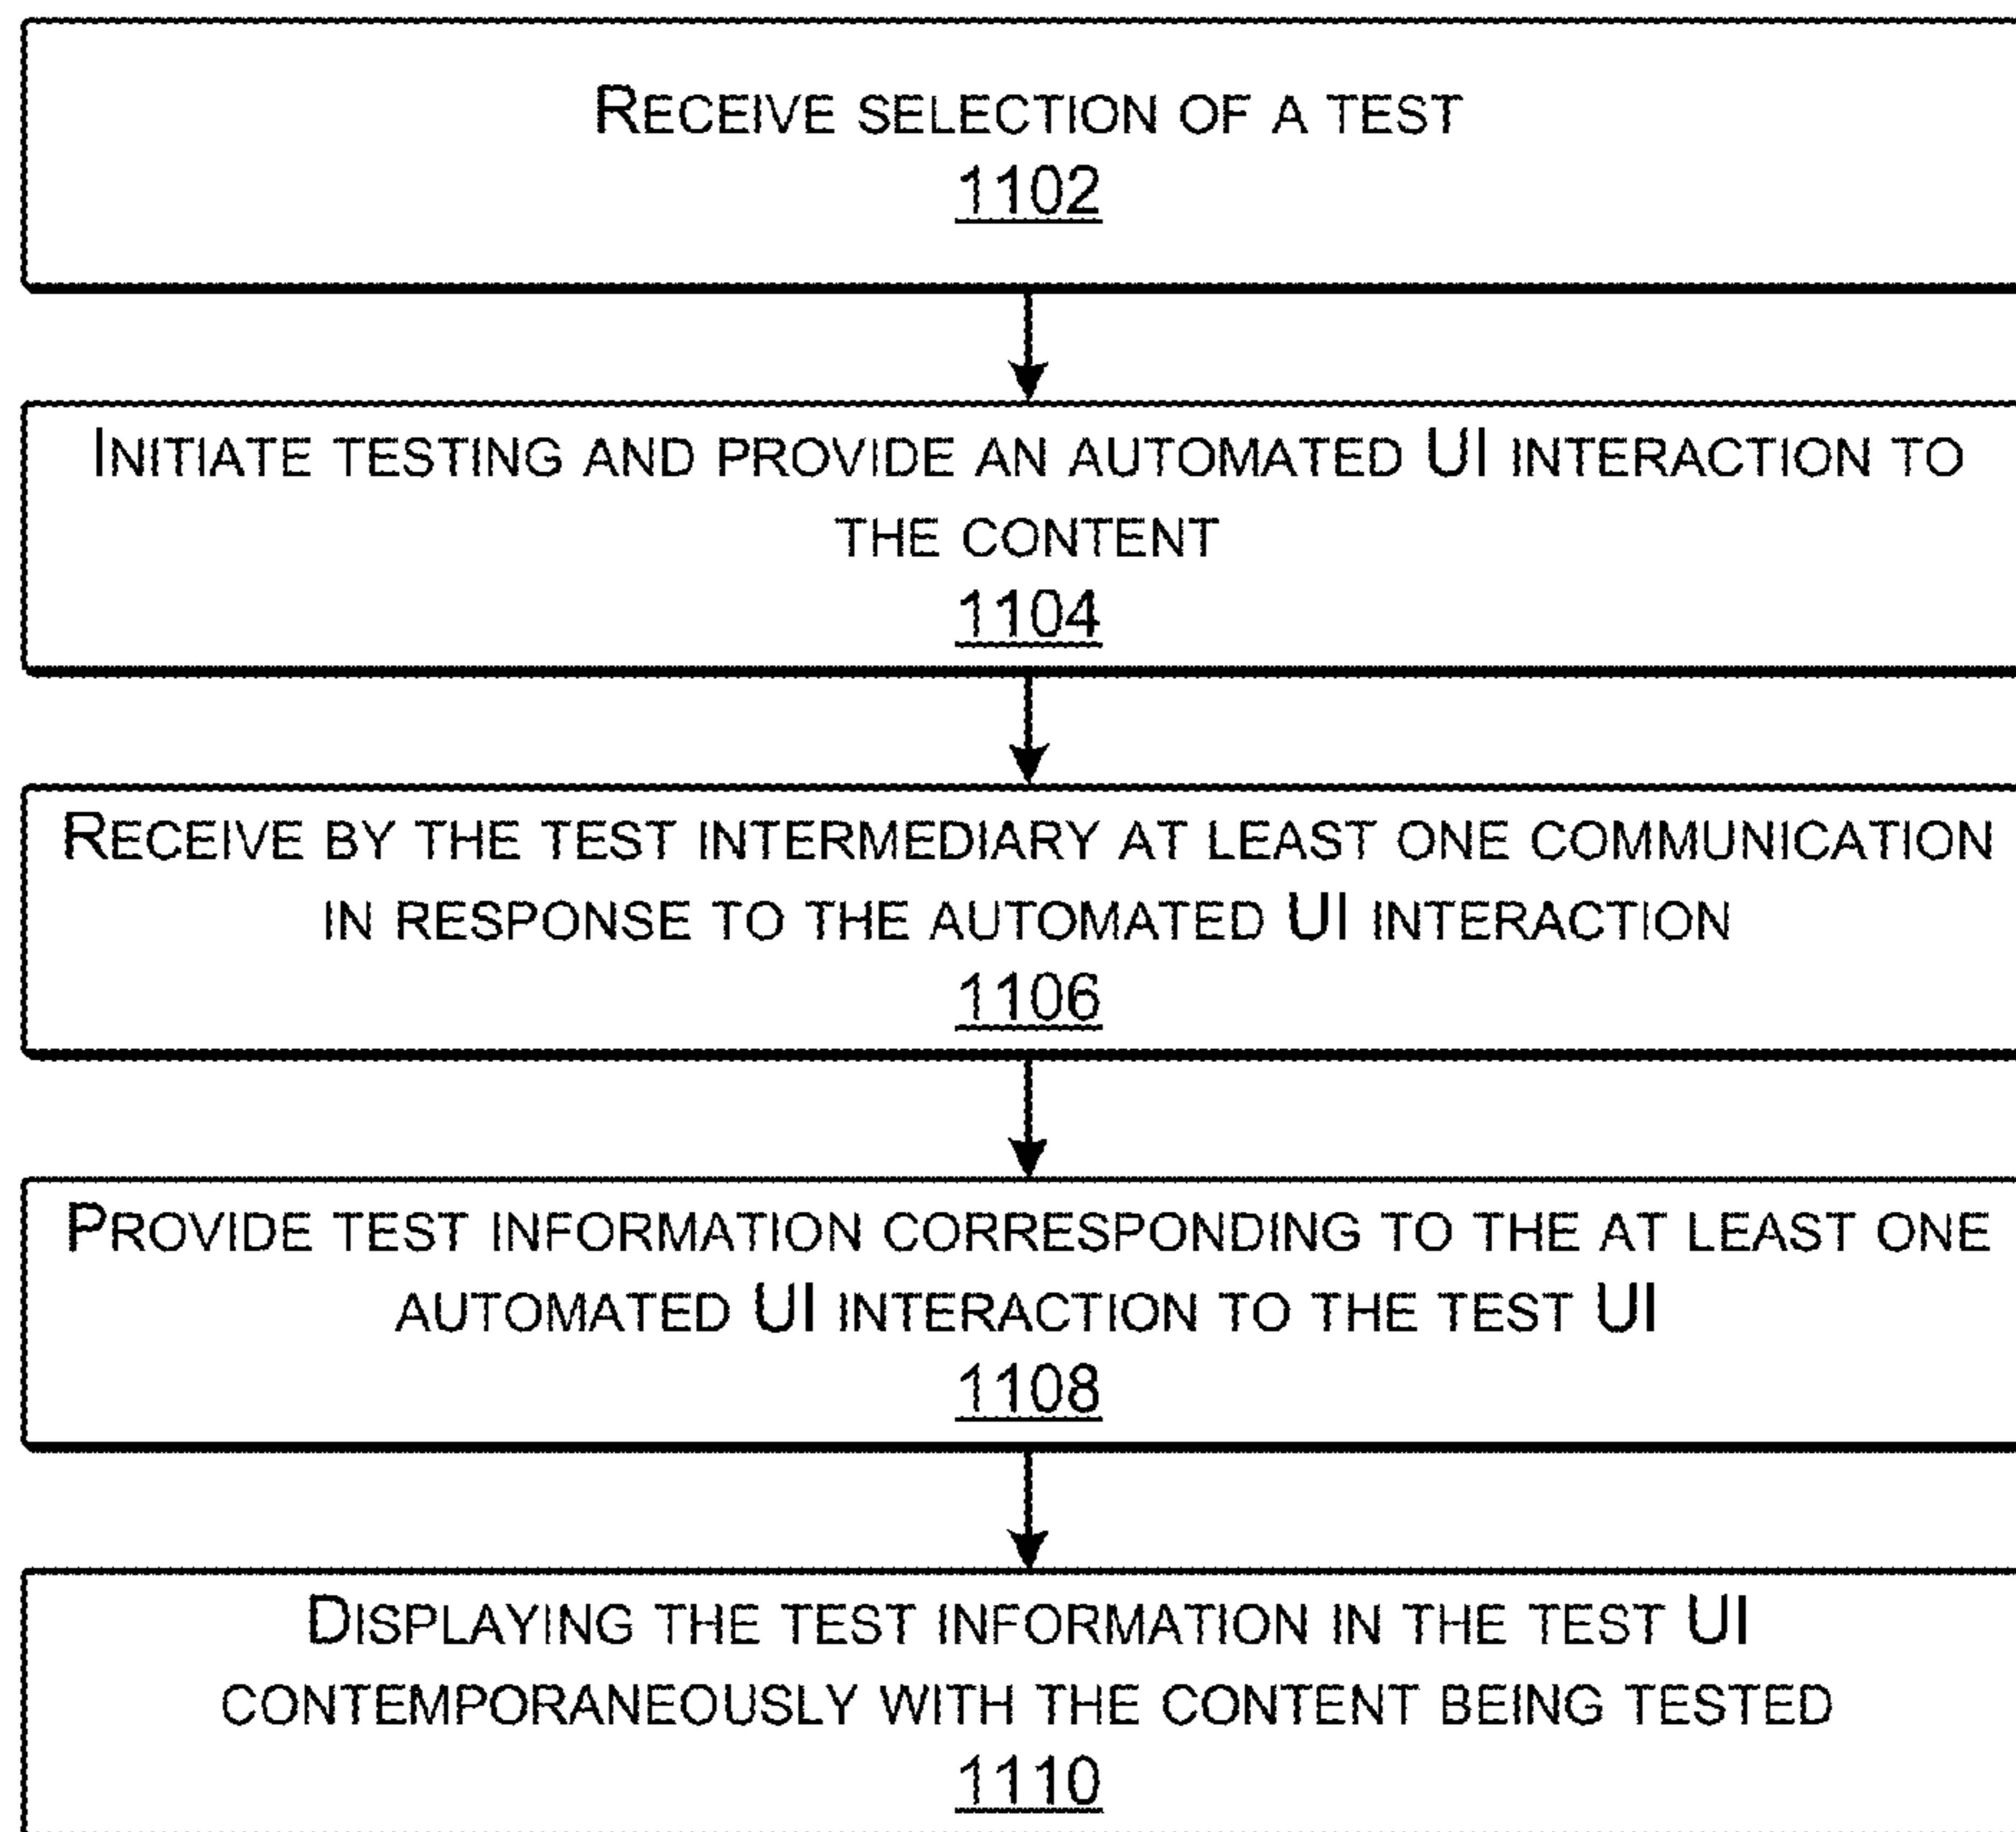 RECEIVE SELECTION OF A TEST
1102
INITIATE TESTING AND PROVIDE AN AUTOMATED UI INTERACTION TO
THE CONTENT
1104
RECEIVE BY THE TEST INTERMEDIARY AT LEAST ONE COMMUNICATION
IN RESPONSE TO THE AUTOMATED UI INTERACTION
1106
PROVIDE TEST INFORMATION CORRESPONDING TO THE AT LEAST ONE
AUTOMATED UI INTERACTION TO THE TEST UI
1108
DISPLAYING THE TEST INFORMATION IN THE TEST UI
CONTEMPORANEOUSLY WITH THE CONTENT BEING TESTED
1110